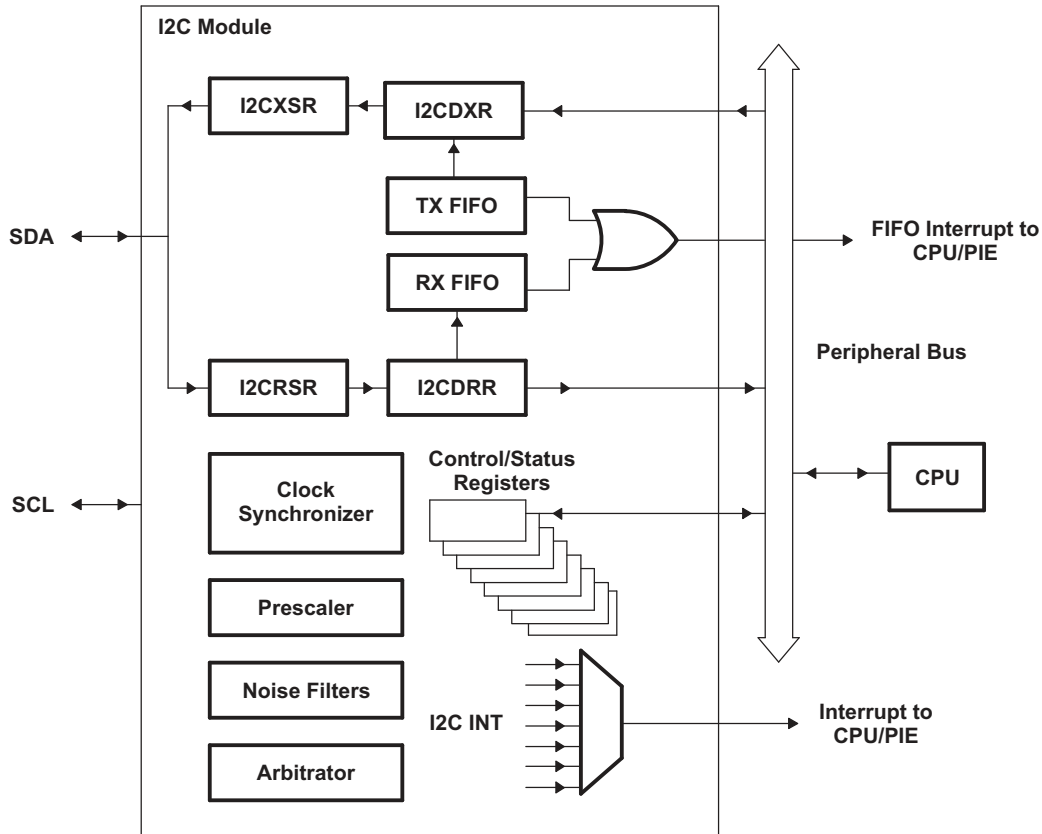 I2C Module
I2CXSR
I2CDXR
TX FIFO
SDA
FIFO Interrupt to
CPU/PIE
RX FIFO
Peripheral Bus
I2CRSR
I2CDRR
Control/Status
Registers
CPU
SCL
Clock
Synchronizer
Prescaler
Noise Filters
I2C INT
Interrupt to
CPU/PIE
Arbitrator